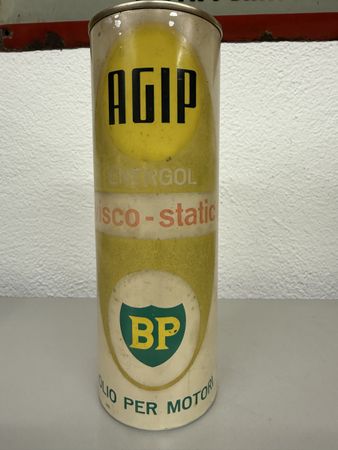 AGIP
ENERGOL
isco-static
BP
OLIO PER MOTORI